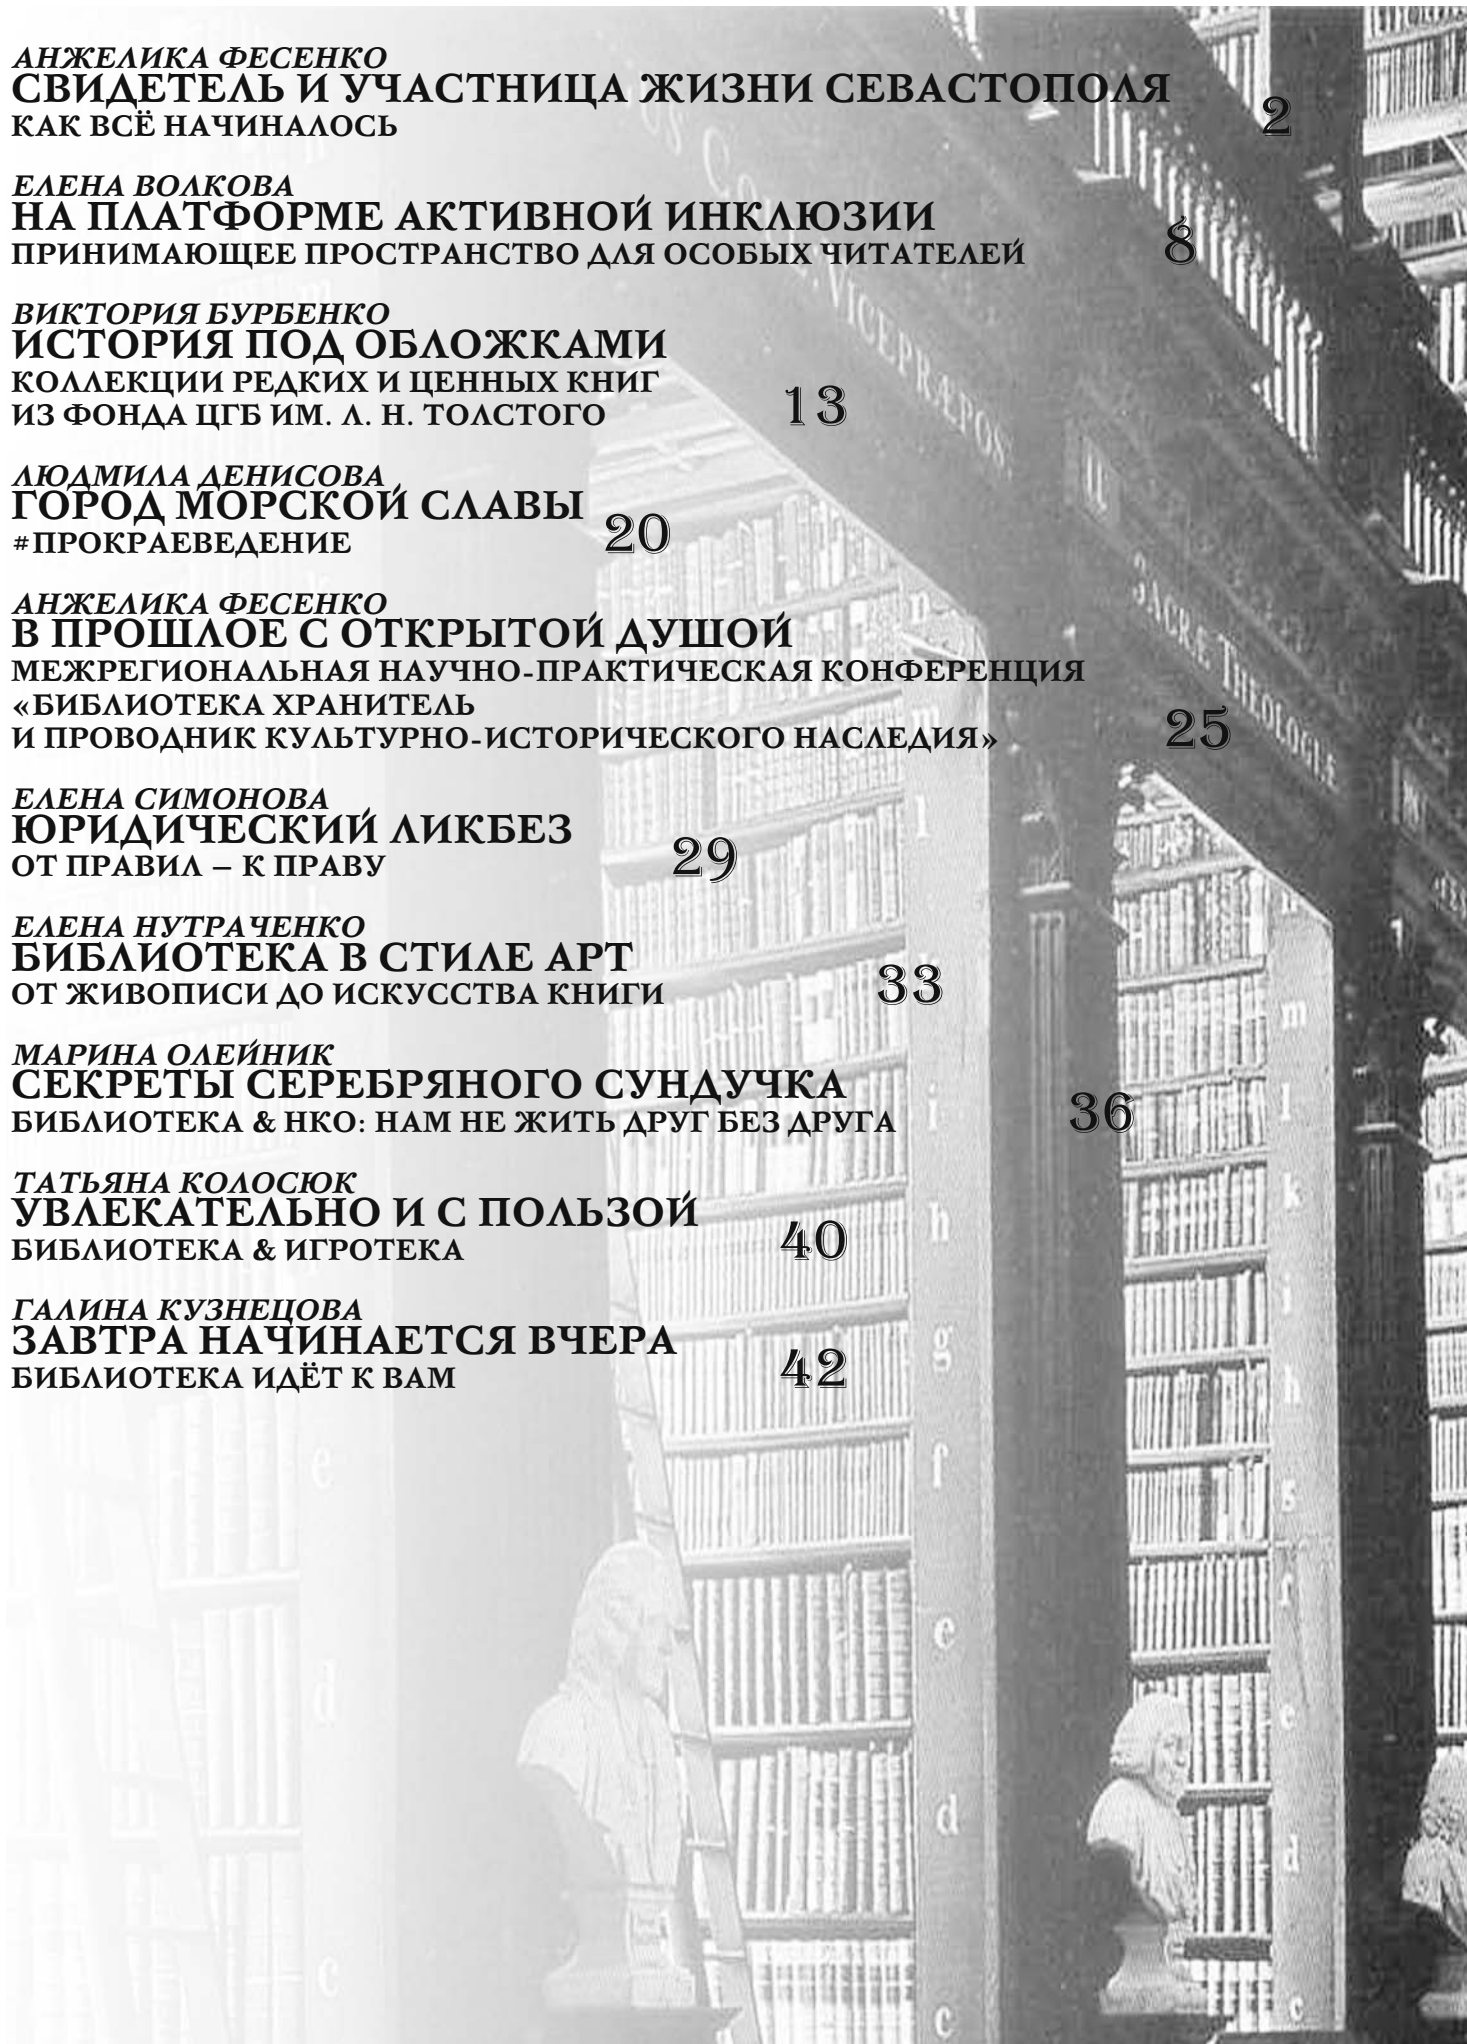 АНЖЕЛИКА ФЕСЕНКО
СВИДЕТЕЛЬ И УЧАСТНИЦА ЖИЗНИ СЕВАСТОПОЛЯ
КАК ВСЁ НАЧИНАЛОСЬ 2
ЕЛЕНА ВОЛКОВА
НА ПЛАТФОРМЕ АКТИВНОЙ ИНКЛЮЗИИ
ПРИНИМАЮЩЕЕ ПРОСТРАНСТВО ДЛЯ ОСОБЫХ ЧИТАТЕЛЕЙ 8
ВИКТОРИЯ БУРБЕНКО
ИСТОРИЯ ПОД ОБЛОЖКАМИ
КОЛЛЕКЦИИ РЕДКИХ И ЦЕННЫХ КНИГ
ИЗ ФОНДА ЦГБ ИМ. Л. Н. ТОЛСТОГО 13
ЛЮДМИЛА ДЕНИСОВА
ГОРОД МОРСКОЙ СЛАВЫ
#ПРОКРАЕВЕДЕНИЕ 20
АНЖЕЛИКА ФЕСЕНКО
В ПРОШЛОЕ С ОТКРЫТОЙ ДУШОЙ
МЕЖРЕГИОНАЛЬНАЯ НАУЧНО-ПРАКТИЧЕСКАЯ КОНФЕРЕНЦИЯ
«БИБЛИОТЕКА ХРАНИТЕЛЬ
И ПРОВОДНИК КУЛЬТУРНО-ИСТОРИЧЕСКОГО НАСЛЕДИЯ» 25
ЕЛЕНА СИМОНОВА
ЮРИДИЧЕСКИЙ ЛИКБЕЗ
ОТ ПРАВИЛ – К ПРАВУ 29
ЕЛЕНА НУТРАЧЕНКО
БИБЛИОТЕКА В СТИЛЕ АРТ
ОТ ЖИВОПИСИ ДО ИСКУССТВА КНИГИ 33
МАРИНА ОЛЕЙНИК
СЕКРЕТЫ СЕРЕБРЯНОГО СУНДУЧКА
БИБЛИОТЕКА & НКО: НАМ НЕ ЖИТЬ ДРУГ БЕЗ ДРУГА 36
ТАТЬЯНА КОЛОСЮК
УВЛЕКАТЕЛЬНО И С ПОЛЬЗОЙ
БИБЛИОТЕКА & ИГРОТЕКА 40
ГАЛИНА КУЗНЕЦОВА
ЗАВТРА НАЧИНАЕТСЯ ВЧЕРА
БИБЛИОТЕКА ИДЁТ К ВАМ 42